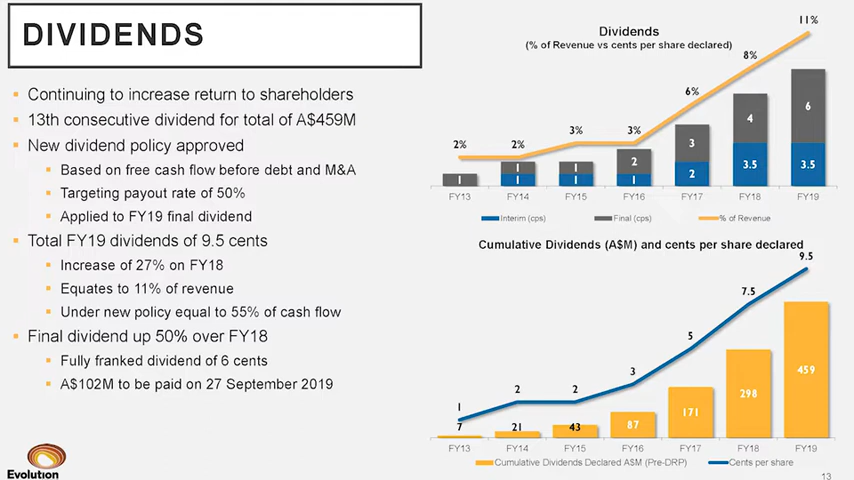 DIVIDENDS
Continuing to increase return to shareholders
13th consecutive dividend for total of A$459M
New dividend policy approved
Based on free cash flow before debt and M&A
Targeting payout rate of 50%
Applied to FY19 final dividend
Total FY19 dividends of 9.5 cents
Increase of 27% on FY18
Equates to 11% of revenue
Under new policy equal to 55% of cash flow
Final dividend up 50% over FY18
Fully franked dividend of 6 cents
A$102M to be paid on 27 September 2019
Evolution
Dividends
(% of Revenue vs cents per share declared)
11%
8%
6%
3%
3%
2%
2%
6
4
3
2
1
1
1
3.5
3.5
2
1
1
1
FY13 FY14 FY15 FY16 FY17 FY18 FY19
Interim (cps) Final (cps) % of Revenue
Cumulative Dividends (A$M) and cents per share declared
9.5
7.5
5
3
2
2
1
7 21 43 87 171 298 459
FY13 FY14 FY15 FY16 FY17 FY18 FY19
Cumulative Dividends Declared A$M (Pre-DRP) Cents per share
13